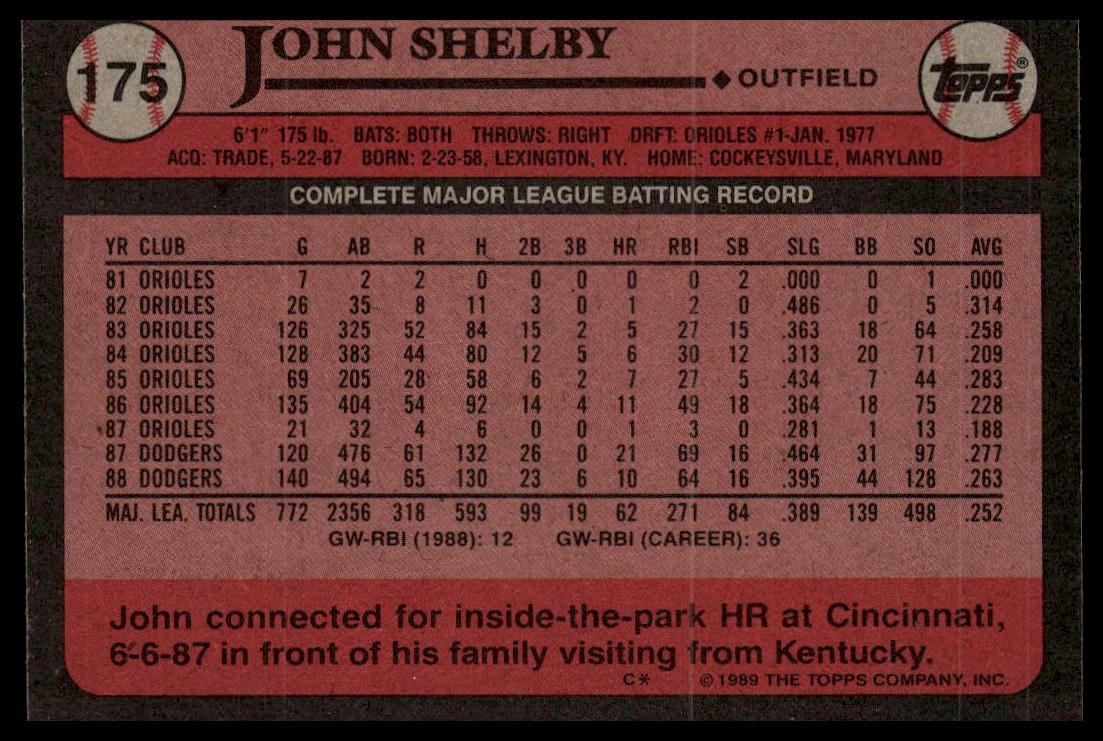 175
JOHN SHELBY
◆ OUTFIELD
TOPPS®
6'1" 175 lb. BATS: BOTH THROWS: RIGHT DRFT: ORIOLES #1-JAN. 1977
ACQ: TRADE, 5-22-87 BORN: 2-23-58, LEXINGTON, KY. HOME: COCKEYSVILLE, MARYLAND
COMPLETE MAJOR LEAGUE BATTING RECORD
YR CLUB G AB R H 2B 3B HR RBI SB SLG BB SO AVG
81 ORIOLES 7 2 2 0 0 0 0 0 2 .000 0 1 .000
82 ORIOLES 26 35 8 11 3 0 1 2 0 .486 0 5 .314
83 ORIOLES 126 325 52 84 15 2 5 27 15 .363 18 64 .258
84 ORIOLES 128 383 44 80 12 5 6 30 12 .313 20 71 .209
85 ORIOLES 69 205 28 58 6 2 7 27 5 .434 7 44 .283
86 ORIOLES 135 404 54 92 14 4 11 49 18 .364 18 75 .228
87 ORIOLES 21 32 4 6 0 0 1 3 0 .281 1 13 .188
87 DODGERS 120 476 61 132 26 0 21 69 16 .464 31 97 .277
88 DODGERS 140 494 65 130 23 6 10 64 16 .395 44 128 .263
MAJ. LEA. TOTALS 772 2356 318 593 99 19 62 271 84 .389 139 498 .252
GW-RBI (1988): 12 GW-RBI (CAREER): 36
John connected for inside-the-park HR at Cincinnati,
6-6-87 in front of his family visiting from Kentucky.
C* © 1989 THE TOPPS COMPANY, INC.